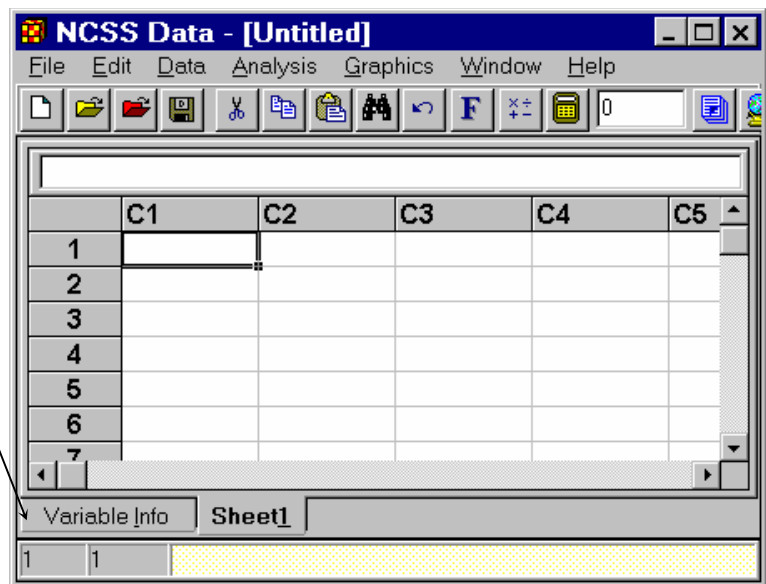 NCSS Data - [Untitled]
File Edit Data Analysis Graphics Window Help
F 0
C1 C2 C3 C4 C5
1
2
3
4
5
6
7
Variable Info Sheet1
1 1